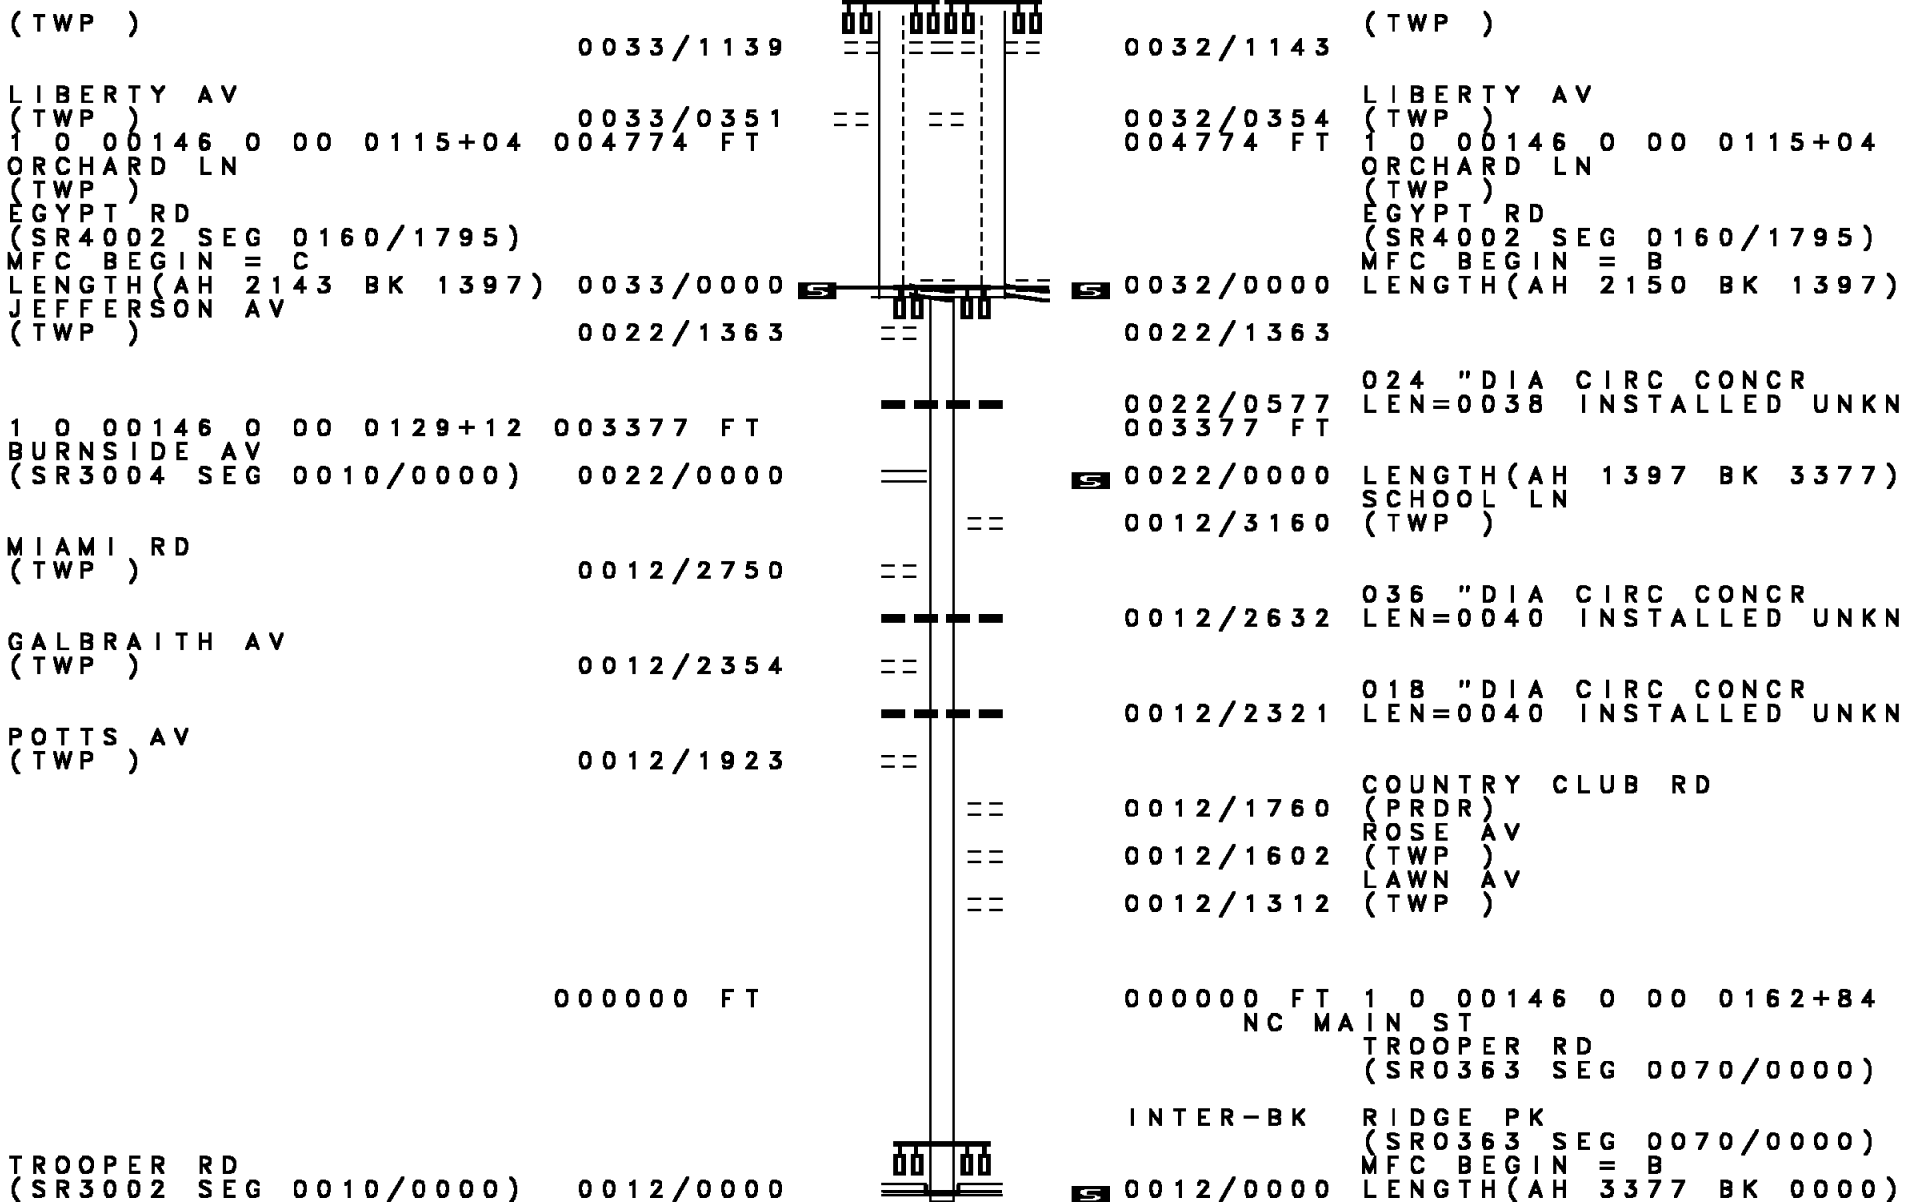 (TWP )
(TWP )
0033/1139
0032/1143
LIBERTY AV
LIBERTY AV
(TWP )
0033/0351
0032/0354
(TWP )
1 0 00146 0 00 0115+04
004774 FT
004774 FT
1 0 00146 0 00 0115+04
ORCHARD LN
ORCHARD LN
(TWP )
(TWP )
EGYPT RD
EGYPT RD
(SR4002 SEG 0160/1795)
(SR4002 SEG 0160/1795)
MFC BEGIN = C
MFC BEGIN = B
LENGTH(AH 2143 BK 1397)
0033/0000
S
S
0032/0000
LENGTH(AH 2150 BK 1397)
JEFFERSON AV
(TWP )
0022/1363
0022/1363
024 "DIA CIRC CONCR
0022/0577
LEN=0038 INSTALLED UNKN
1 0 00146 0 00 0129+12
003377 FT
003377 FT
BURNSIDE AV
(SR3004 SEG 0010/0000)
0022/0000
S
0022/0000
LENGTH(AH 1397 BK 3377)
SCHOOL LN
0012/3160
(TWP )
MIAMI RD
(TWP )
0012/2750
036 "DIA CIRC CONCR
0012/2632
LEN=0040 INSTALLED UNKN
GALBRAITH AV
(TWP )
0012/2354
018 "DIA CIRC CONCR
0012/2321
LEN=0040 INSTALLED UNKN
POTTS AV
(TWP )
0012/1923
COUNTRY CLUB RD
0012/1760
(PRDR)
ROSE AV
0012/1602
(TWP )
LAWN AV
0012/1312
(TWP )
000000 FT
000000 FT
1 0 00146 0 00 0162+84
NC MAIN ST
TROOPER RD
(SR0363 SEG 0070/0000)
INTER-BK
RIDGE PK
(SR0363 SEG 0070/0000)
TROOPER RD
MFC BEGIN = B
(SR3002 SEG 0010/0000)
0012/0000
S
0012/0000
LENGTH(AH 3377 BK 0000)